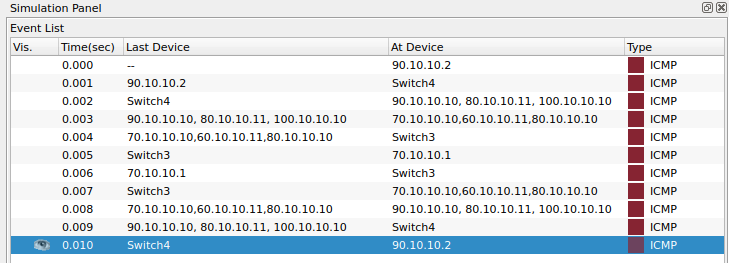 Simulation Panel
Event List
Vis. Time(sec) Last Device At Device Type
0.000 -- 90.10.10.2 ICMP
0.001 90.10.10.2 Switch4 ICMP
0.002 Switch4 90.10.10.10, 80.10.10.11, 100.10.10.10 ICMP
0.003 90.10.10.10, 80.10.10.11, 100.10.10.10 70.10.10.10,60.10.10.11,80.10.10.10 ICMP
0.004 70.10.10.10,60.10.10.11,80.10.10.10 Switch3 ICMP
0.005 Switch3 70.10.10.1 ICMP
0.006 70.10.10.1 Switch3 ICMP
0.007 Switch3 70.10.10.10,60.10.10.11,80.10.10.10 ICMP
0.008 70.10.10.10,60.10.10.11,80.10.10.10 90.10.10.10, 80.10.10.11, 100.10.10.10 ICMP
0.009 90.10.10.10, 80.10.10.11, 100.10.10.10 Switch4 ICMP
0.010 Switch4 90.10.10.2 ICMP